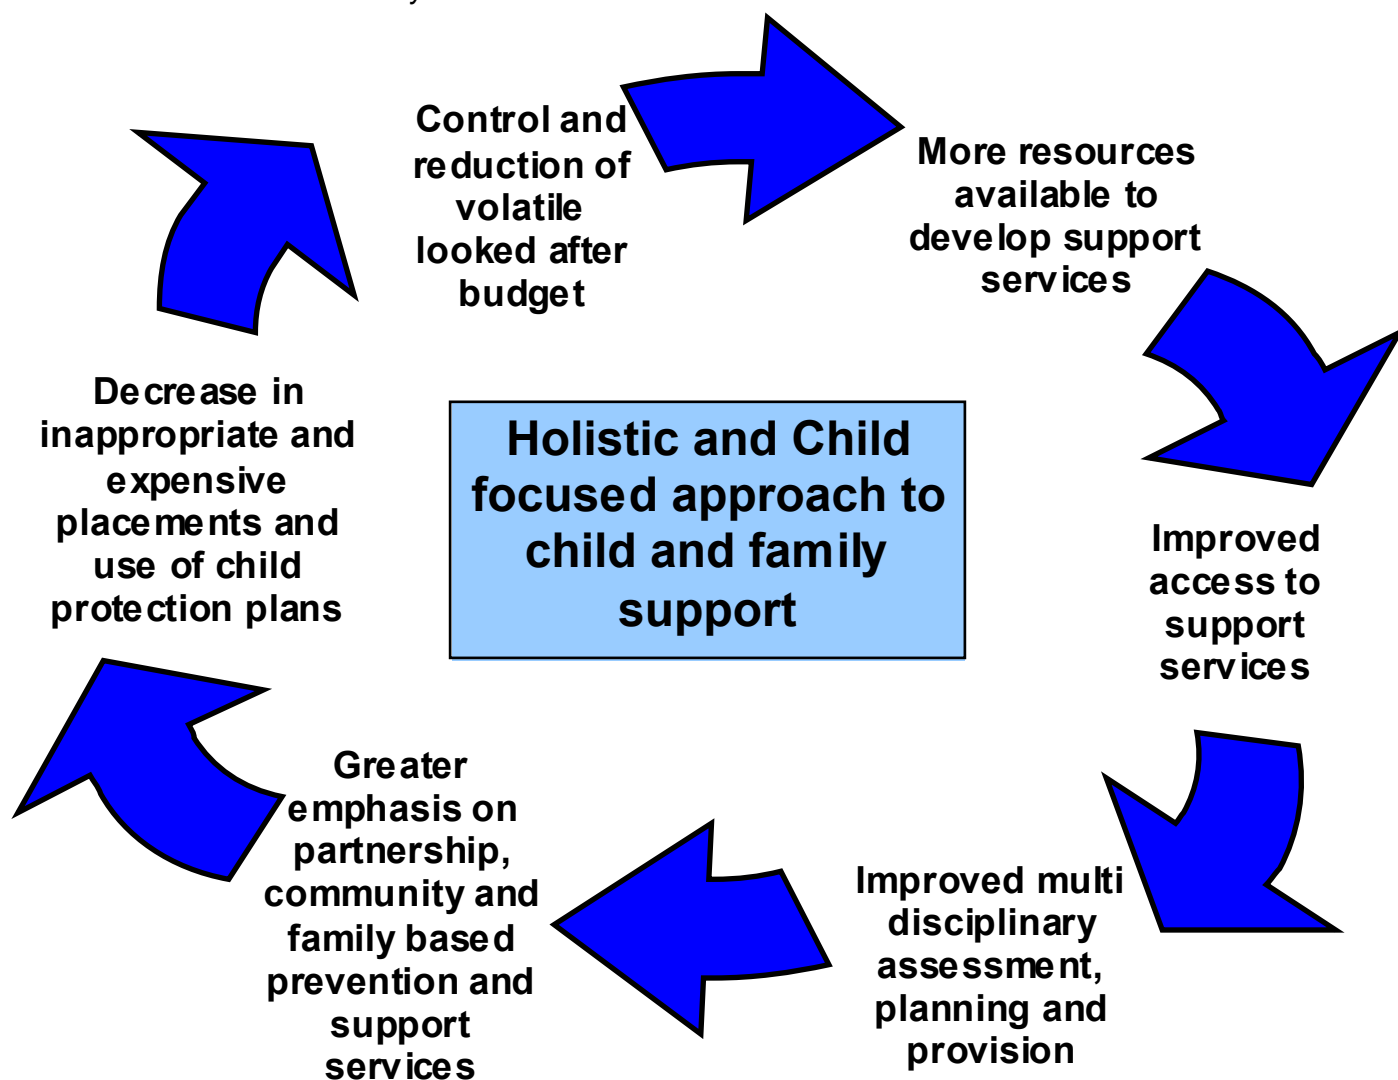 Control and
reduction of
volatile
looked after
budget
More resources
available to
develop support
services
Improved
access to
support
services
Improved multi
disciplinary
assessment,
planning and
provision
Greater
emphasis on
partnership,
community and
family based
prevention and
support
services
Decrease in
inappropriate and
expensive
placements and
use of child
protection plans
Holistic and Child
focused approach to
child and family
support